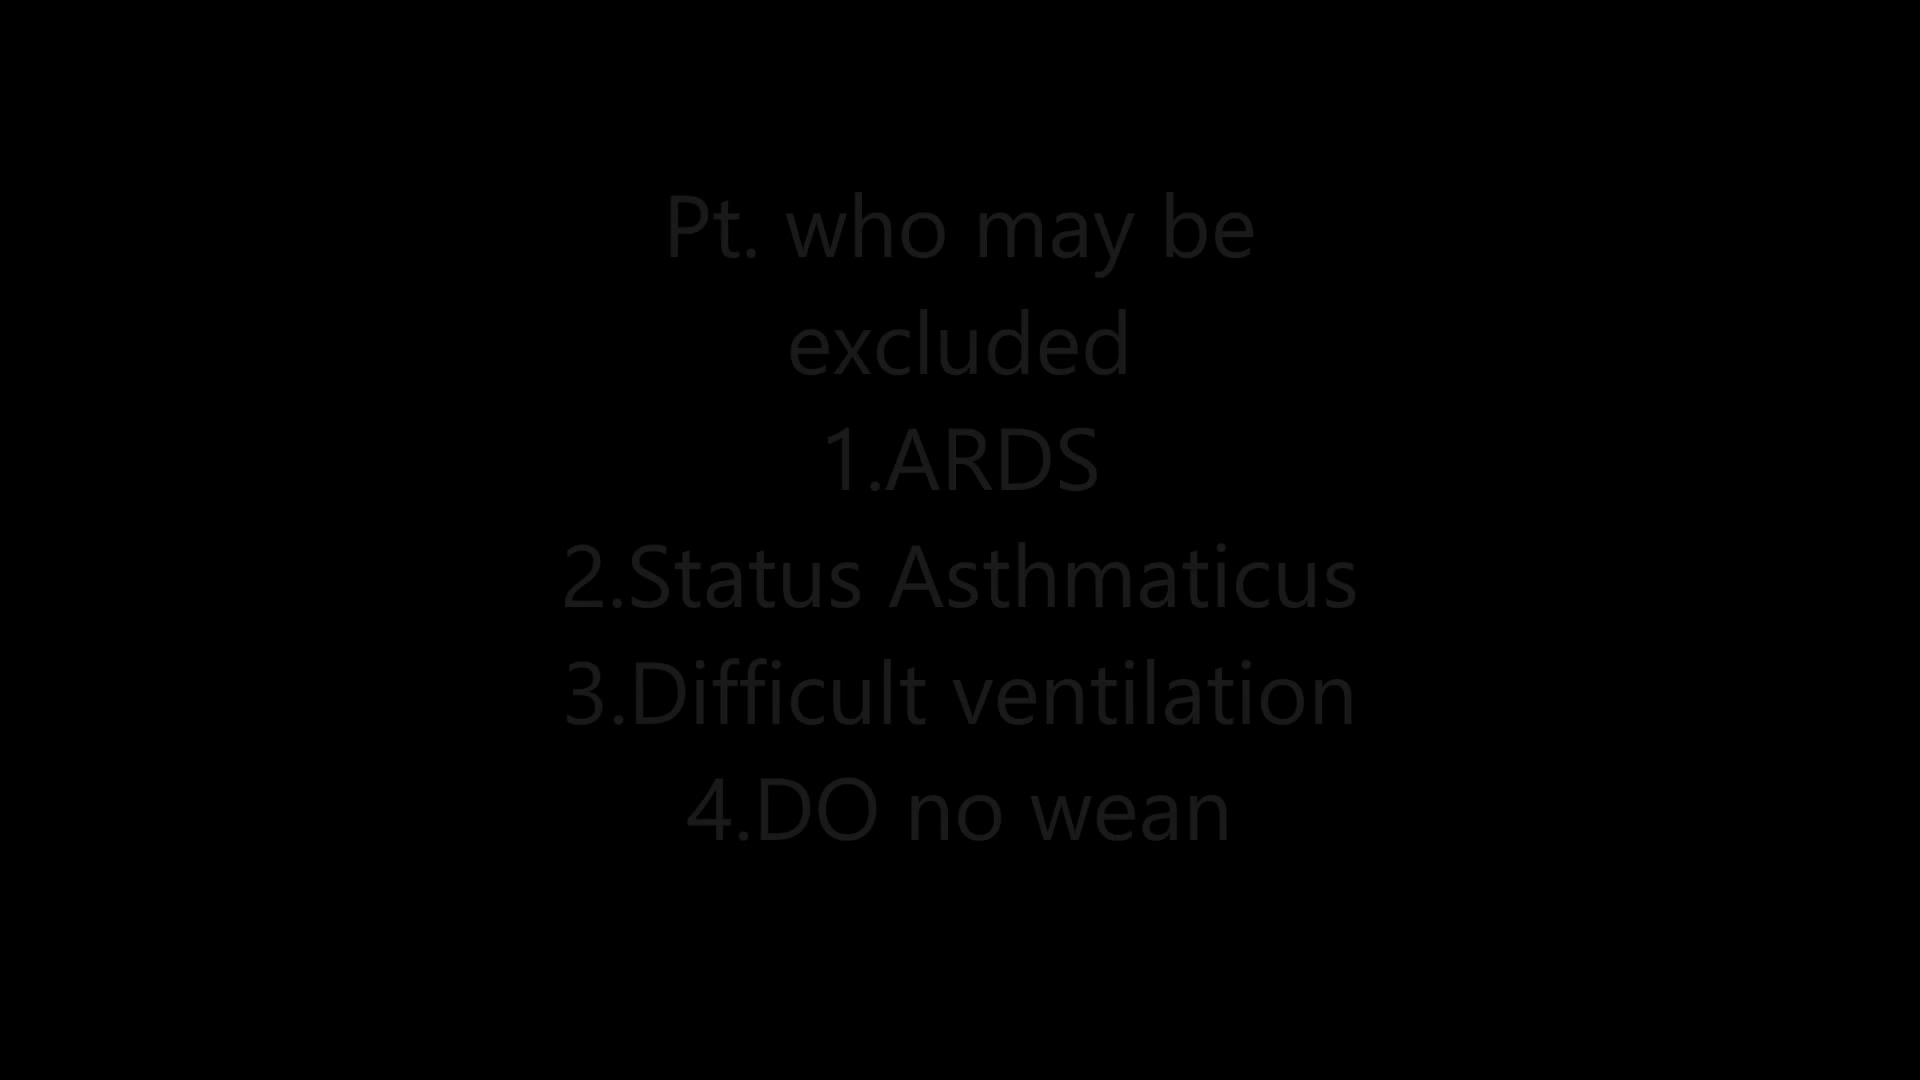 Pt. who may be
excluded
1.ARDS
2.Status Asthmaticus
3.Difficult ventilation
4.DO no wean